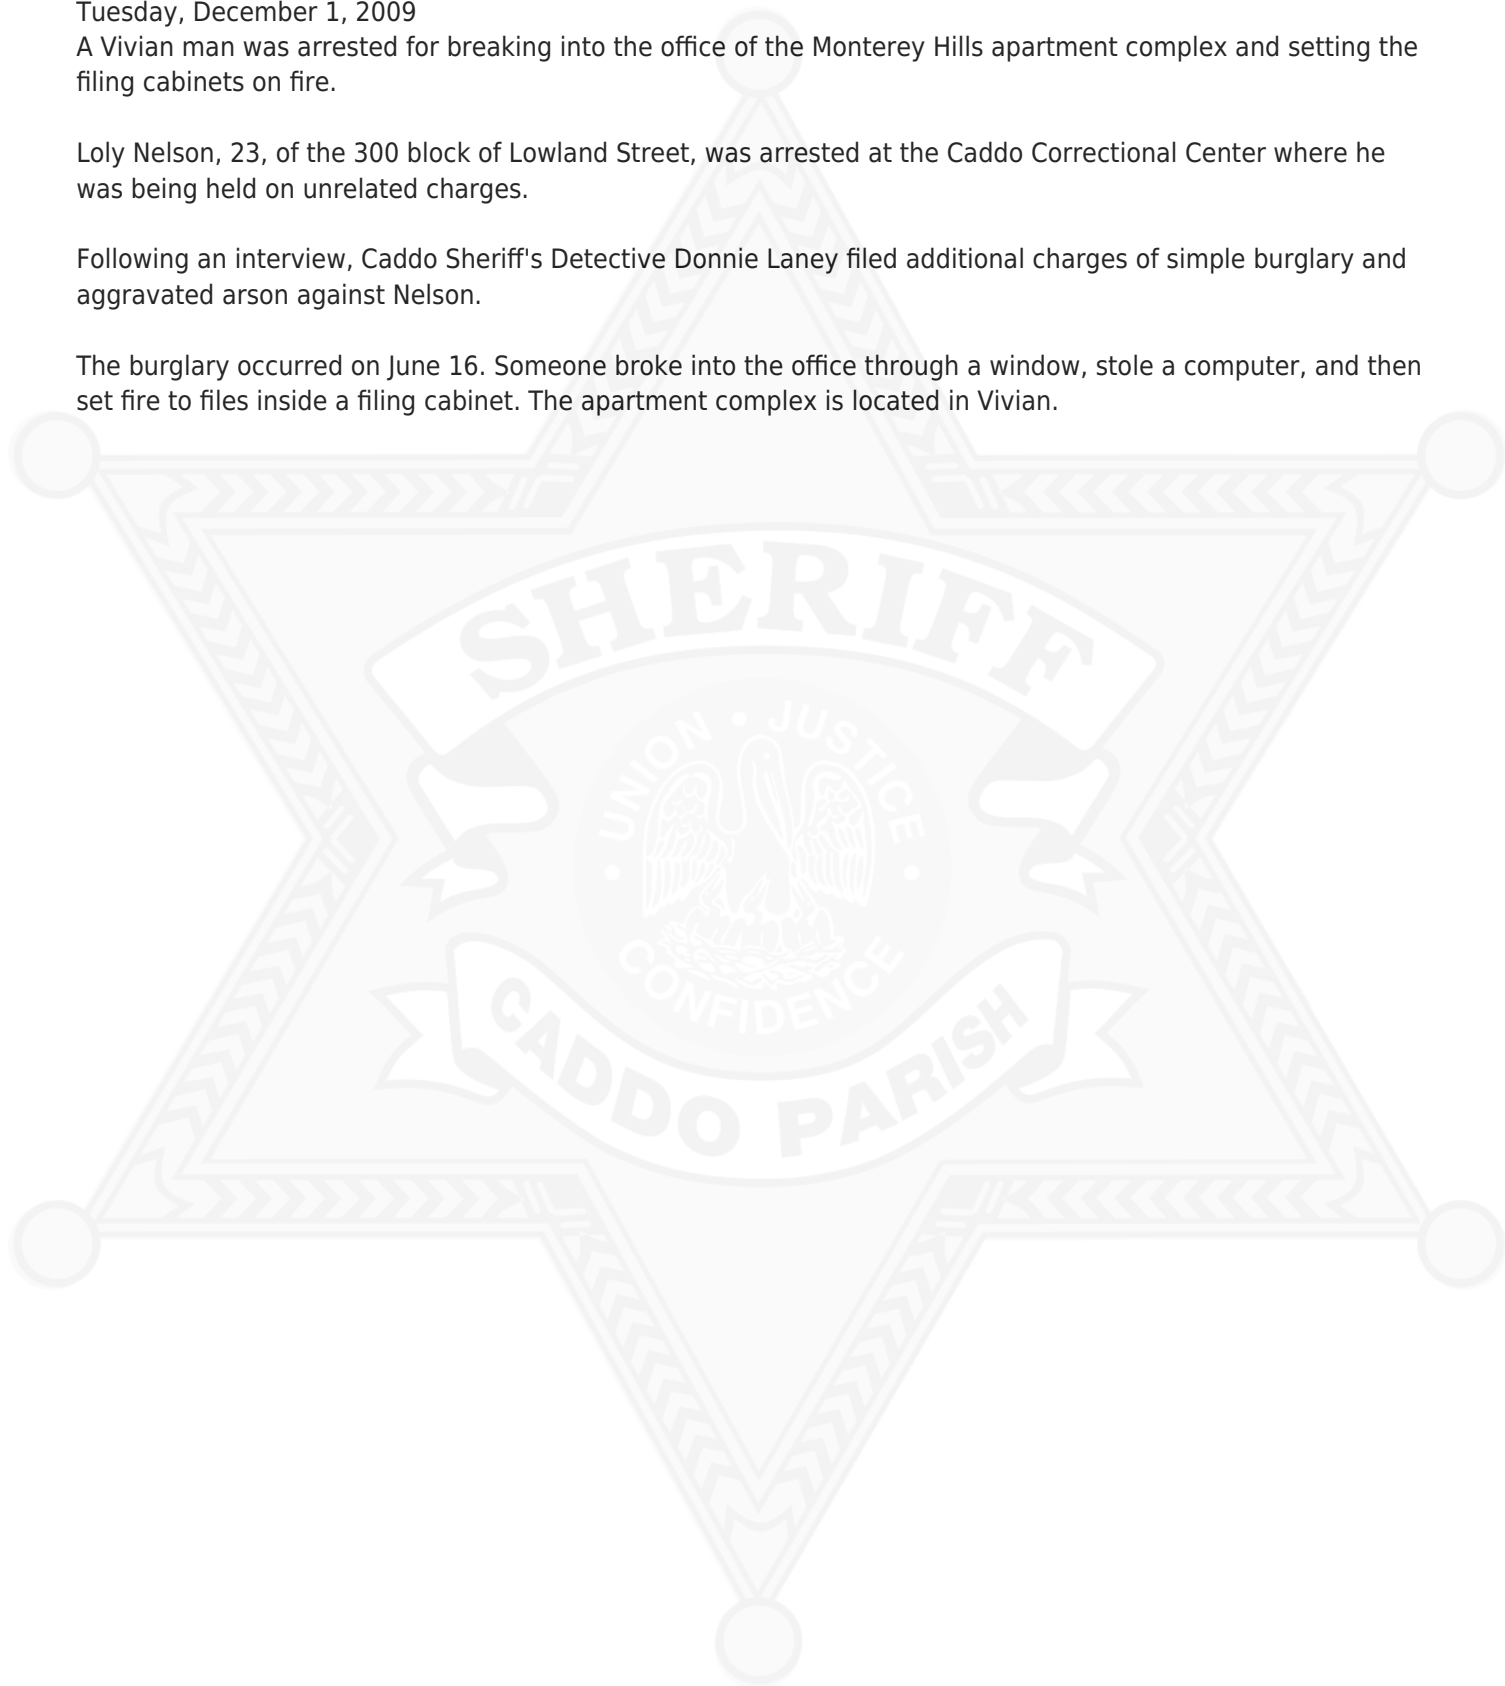 Tuesday, December 1, 2009
A Vivian man was arrested for breaking into the office of the Monterey Hills apartment complex and setting the
filing cabinets on fire.
Loly Nelson, 23, of the 300 block of Lowland Street, was arrested at the Caddo Correctional Center where he
was being held on unrelated charges.
Following an interview, Caddo Sheriff's Detective Donnie Laney filed additional charges of simple burglary and
aggravated arson against Nelson.
The burglary occurred on June 16. Someone broke into the office through a window, stole a computer, and then
set fire to files inside a filing cabinet. The apartment complex is located in Vivian.
SHERIFF
UNION • JUSTICE
• CONFIDENCE •
CADDO PARISH